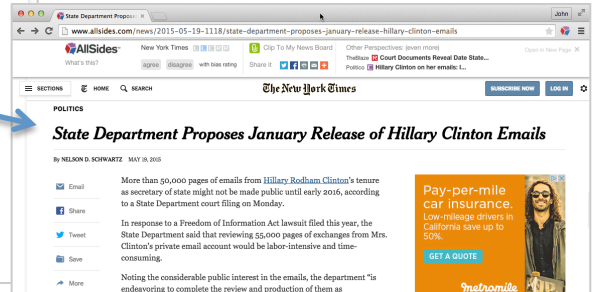 State Department Propose
John
www.allsides.com/news/2015-05-19-1118/state-department-proposes-january-release-hillary-clinton-emails
AllSides
What's this?
New York Times
agree disagree with bias rating
Clip To My News Board
Share it
Other Perspectives: (even more)
TheBlaze Court Documents Reveal Date State...
Politico Hillary Clinton on her emails: I...
Open in New Page X
SECTIONS HOME SEARCH
The New York Times
SUBSCRIBE NOW LOG IN
POLITICS
State Department Proposes January Release of Hillary Clinton Emails
By NELSON D. SCHWARTZ MAY 19, 2015
Email
Share
Tweet
Save
More
More than 50,000 pages of emails from Hillary Rodham Clinton's tenure
as secretary of state might not be made public until early 2016, according
to a State Department court filing on Monday.
In response to a Freedom of Information Act lawsuit filed this year, the
State Department said that reviewing 55,000 pages of exchanges from Mrs.
Clinton's private email account would be labor-intensive and time-
consuming.
Noting the considerable public interest in the emails, the department "is
endeavoring to complete the review and production of them as
Pay-per-mile
car insurance.
Low-mileage drivers in
California save up to
50%.
GET A QUOTE
metromile